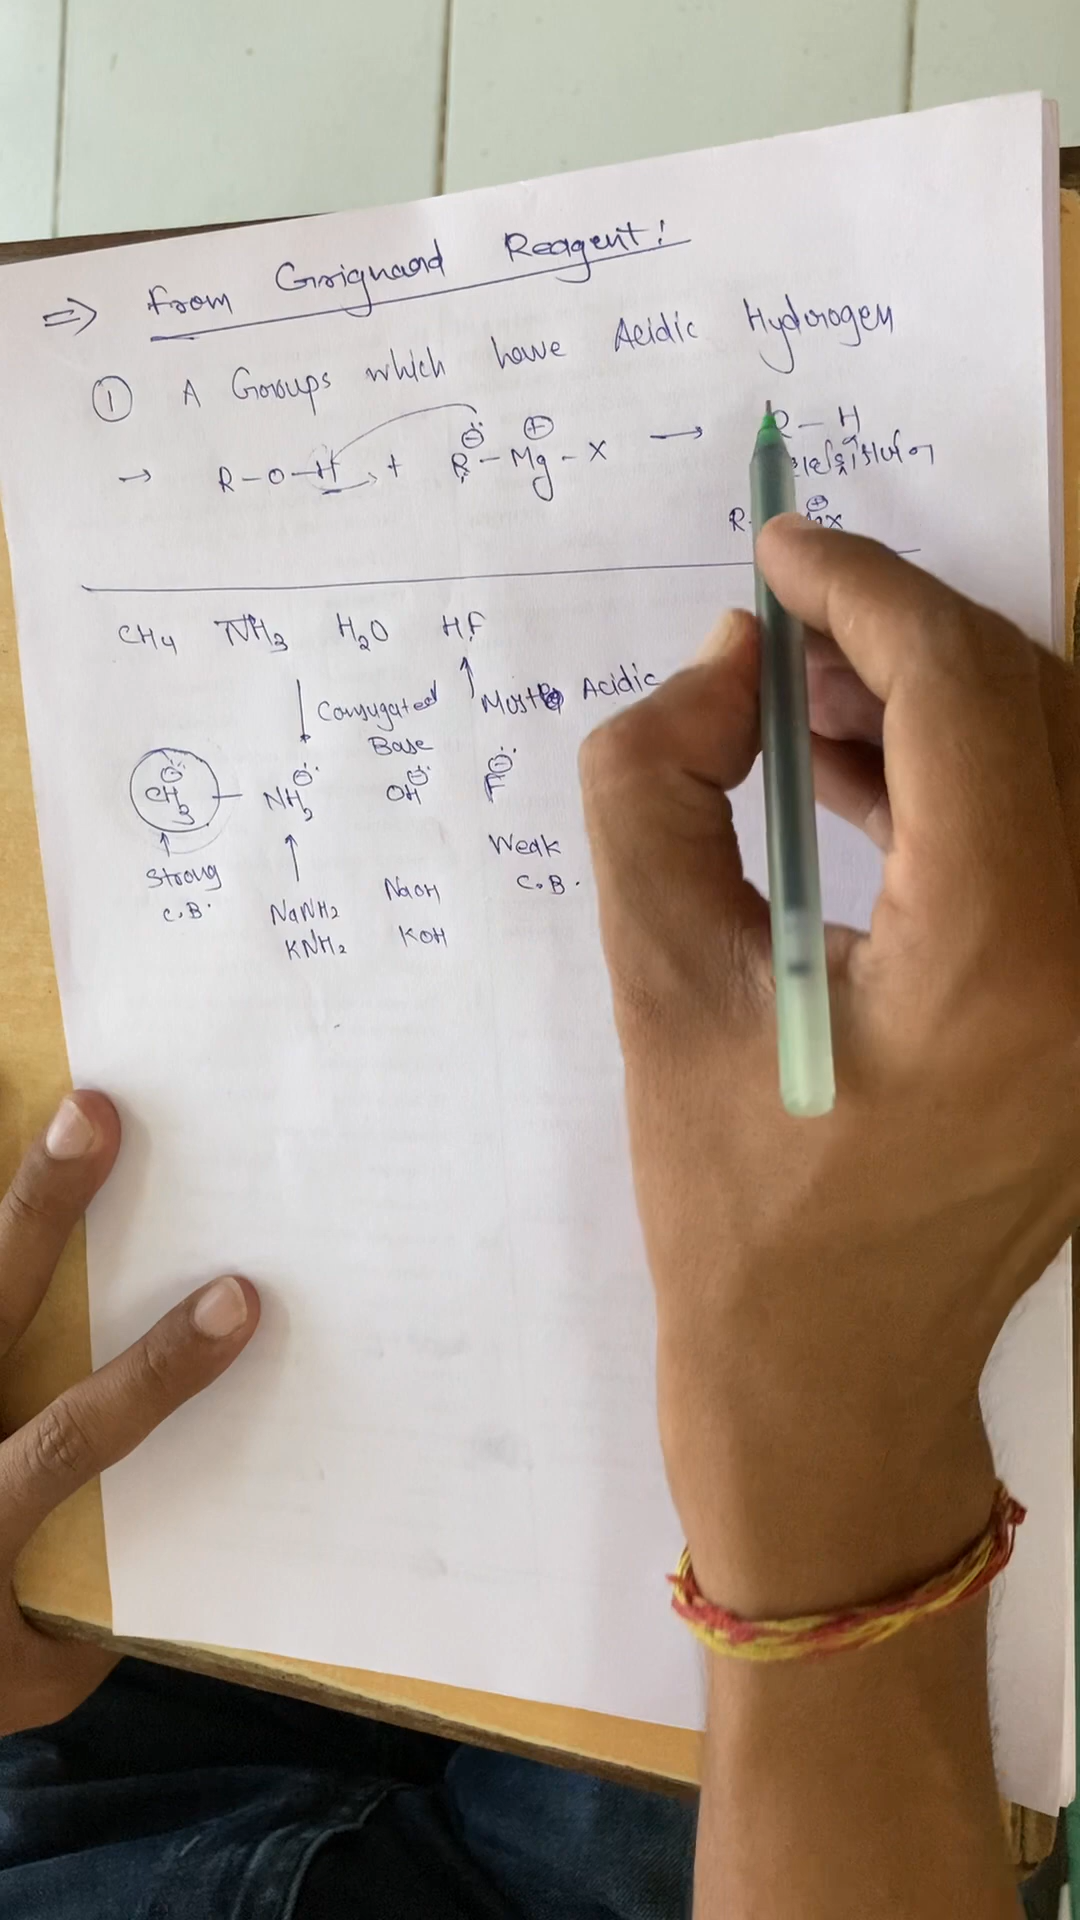 ⇒ From Grignard Reagent!
① A Groups which have Acidic Hydrogen
→ R-O-H + R-Mg-X → R-H
⊖ ⊕
R- ⊕ gx
CH4 NH3 H2O HF
↓ Conjugated Base
↑ Most Acidic
CH3⊖ NH2⊖ OH⊖ F⊖
↑ Strong C.B.
↑ NaNH2 KNH2
NaOH KOH
Weak C.B.